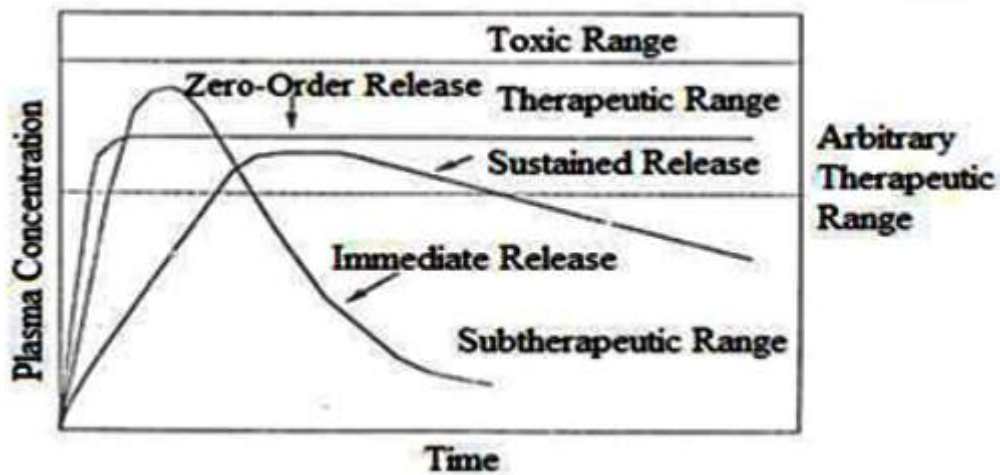 Toxic Range
Zero-Order Release
Therapeutic Range
Arbitrary
Therapeutic
Range
Sustained Release
Immediate Release
Subtherapeutic Range
Plasma Concentration
Time